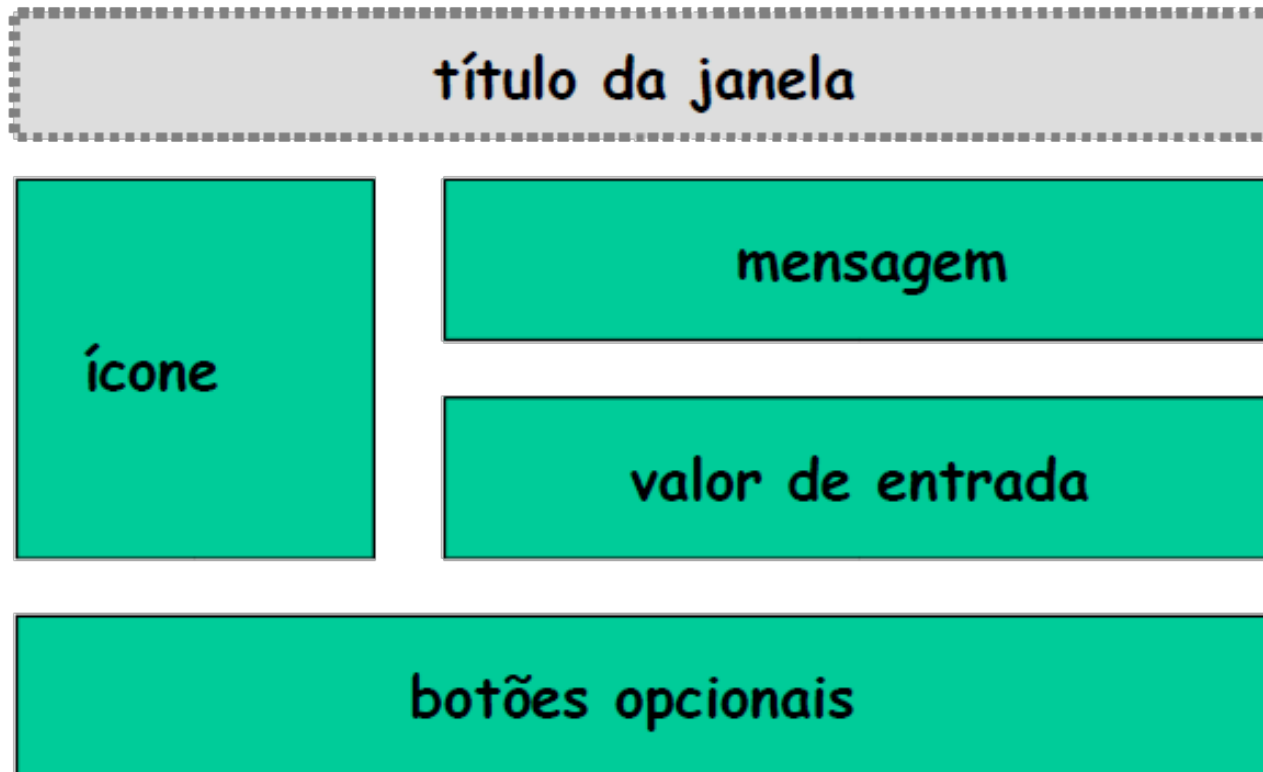 título da janela
mensagem
ícone
valor de entrada
botões opcionais